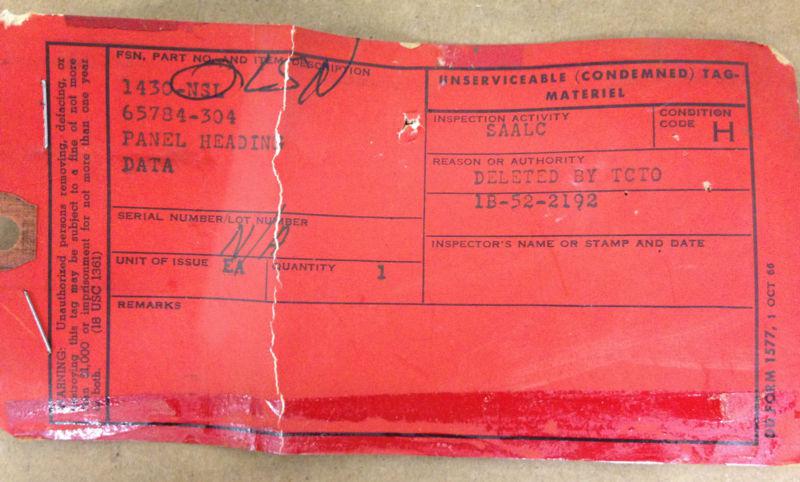 FSN, PART NO. AND ITEM DESCRIPTION
1430-NSL LSN
65784-304
PANEL HEADING
DATA
SERIAL NUMBER/LOT NUMBER
N/A
UNIT OF ISSUE EA
QUANTITY 1
REMARKS
UNSERVICEABLE (CONDEMNED) TAG-
MATERIEL
INSPECTION ACTIVITY
SAALC
CONDITION
CODE H
REASON OR AUTHORITY
DELETED BY TCTO
1B-52-2192
INSPECTOR'S NAME OR STAMP AND DATE
WARNING: Unauthorized persons removing, defacing, or
destroying this tag may be subject to a fine of not more
than $1,000 or imprisonment for not more than one year
or both. (18 USC 1361)
DD FORM 1577, 1 OCT 66